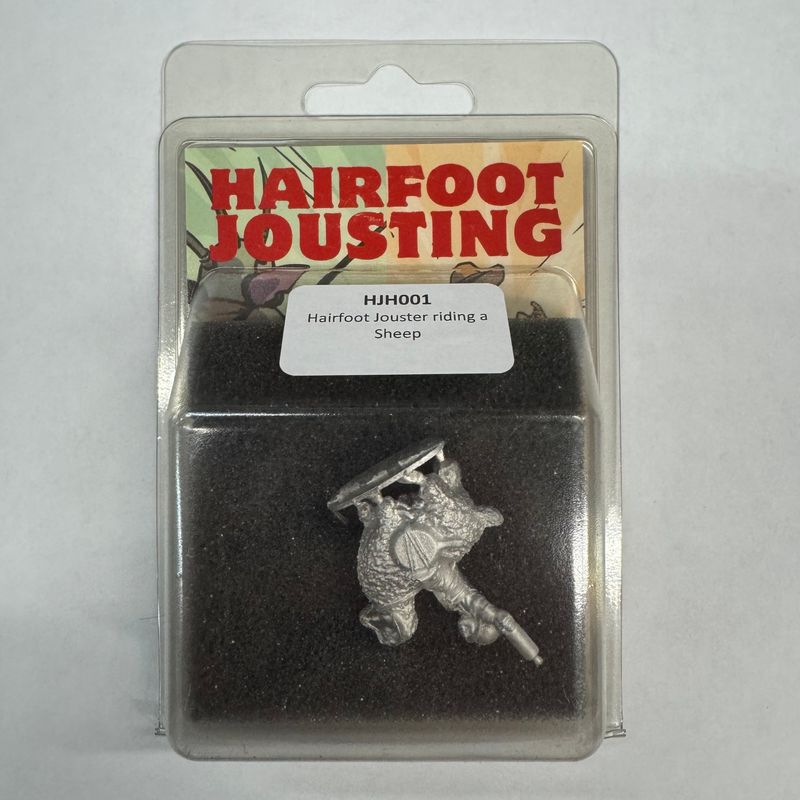 HAIRFOOT
JOUSTING
HJH001
Hairfoot Jouster riding a
Sheep